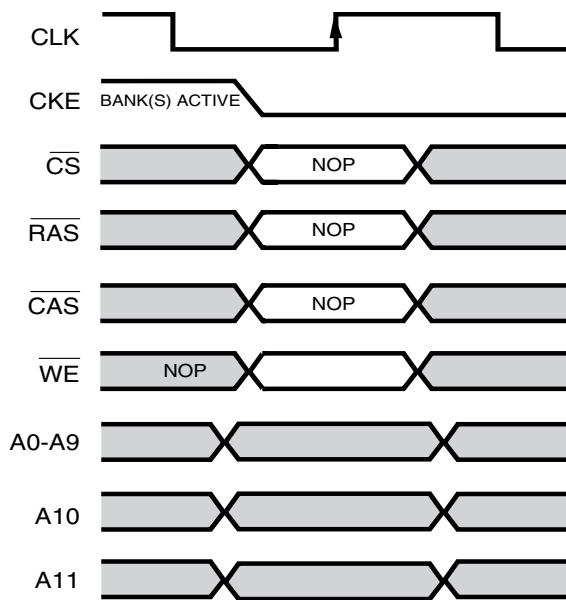 CLK
CKE BANK(S) ACTIVE
CS NOP
RAS NOP
CAS NOP
WE NOP
A0-A9
A10
A11